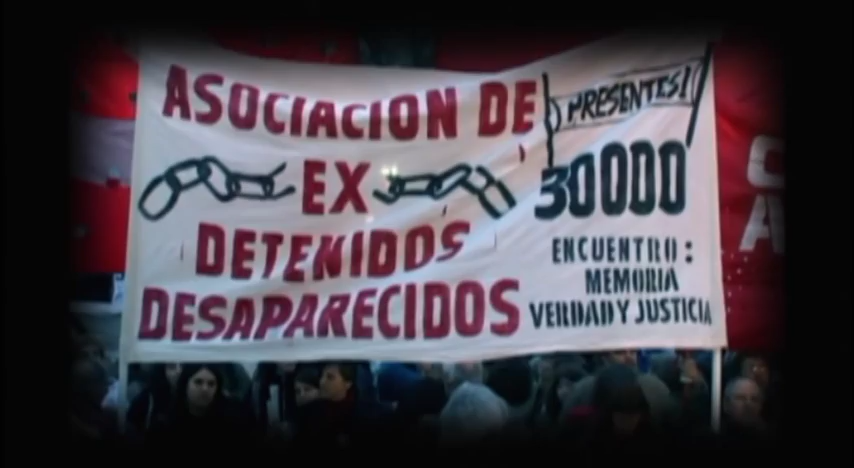 ASOCIACION DE
EX
DETENIDOS
DESAPARECIDOS
¡PRESENTES!
30000
ENCUENTRO:
MEMORIA
VERDAD Y JUSTICIA
C
A